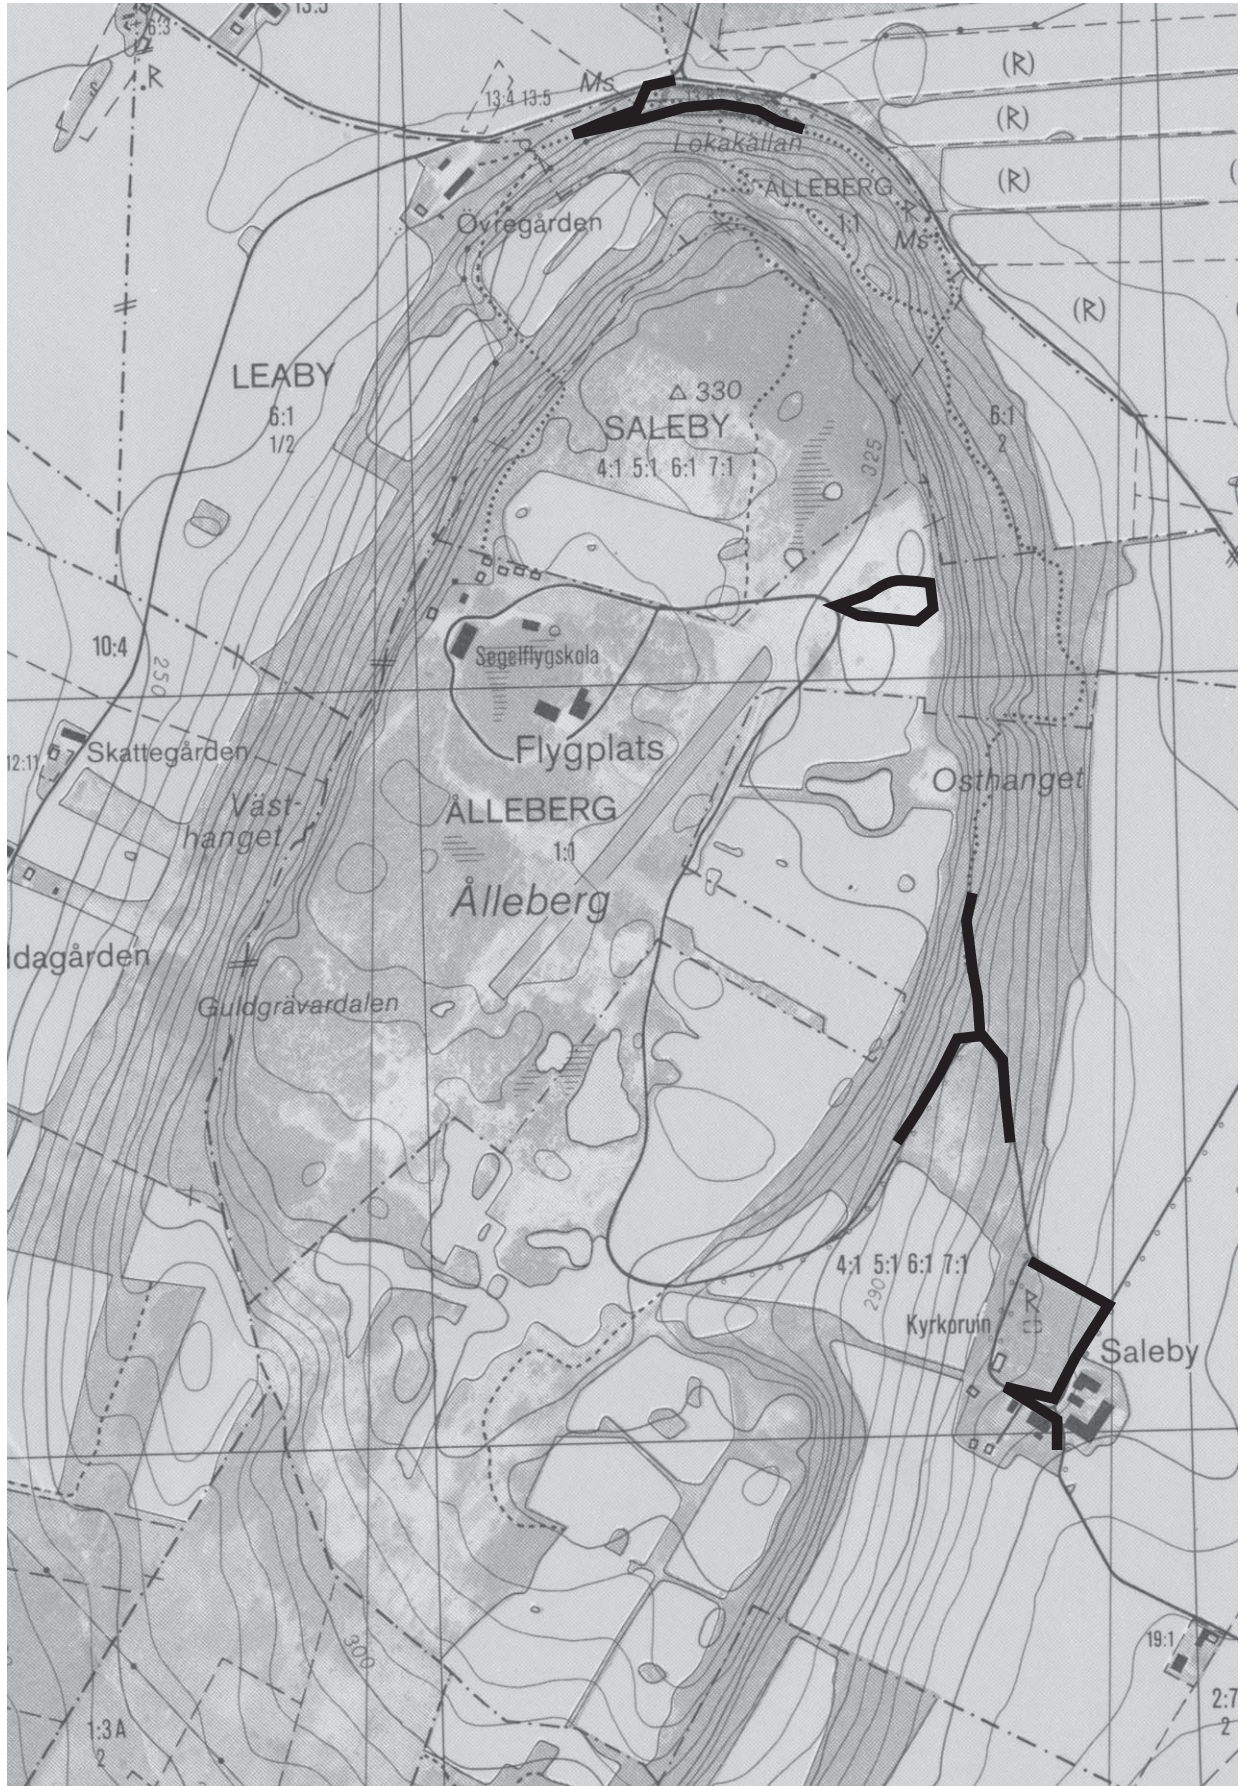 13:5
6:3
R
s
13:4 13:5
Ms
(R)
(R)
(R)
Lokakällan
ÅLLEBERG
1:1
R
Ms
Övregården
(R)
LEABY
6:1
1/2
330
SALEBY
4:1 5:1 6:1 7:1
325
6:1
2
10:4
250
Segelflygskola
12:11
Skattegården
Flygplats
Osthanget
Väst-
hanget
ÅLLEBERG
1:1
Ålleberg
ldagården
Guldgrävardalen
4:1 5:1 6:1 7:1
290
R
Kyrkoruin
Saleby
300
19:1
1:3A
2
2:7
2